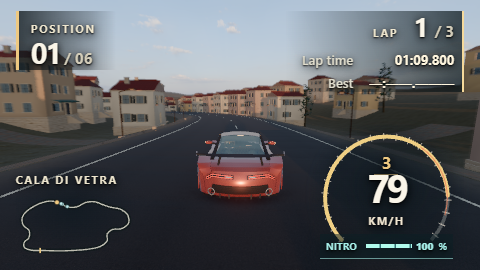 POSITION
01 / 06
LAP 1 / 3
Lap time 01:09.800
Best --:--.---
CALA DI VETRA
3
79
KM/H
NITRO 100 %